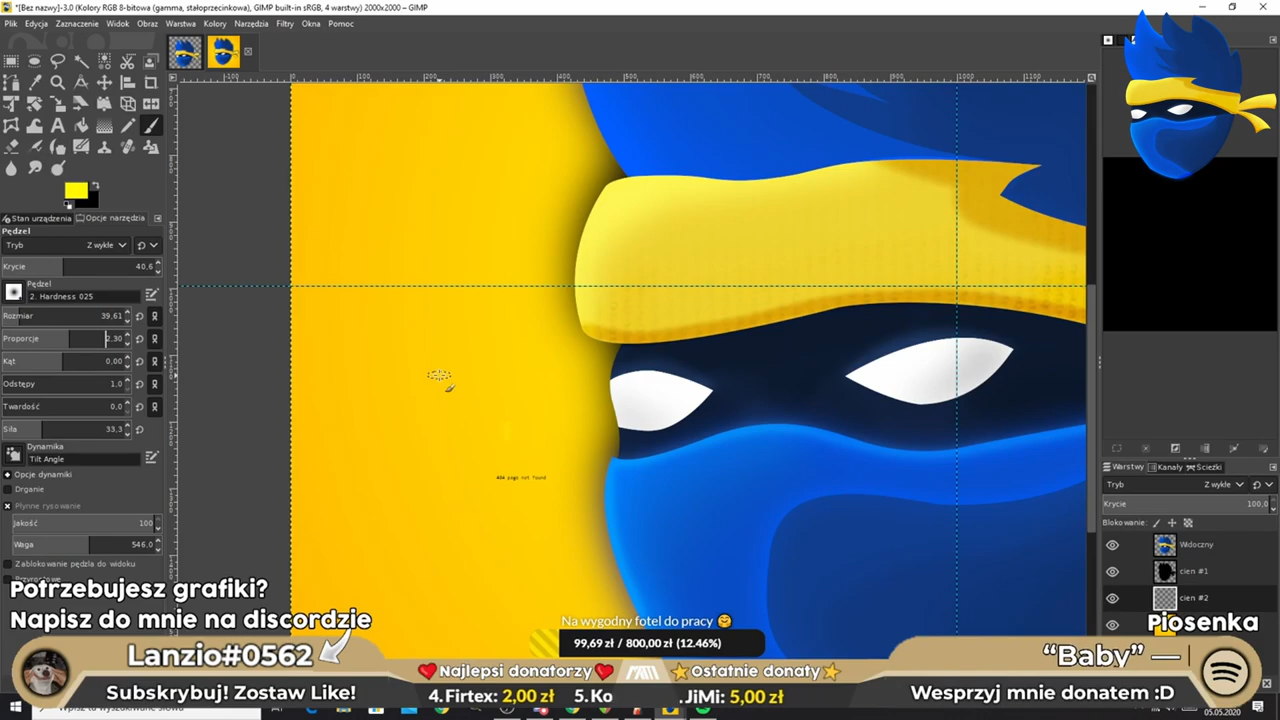 *[Bez nazwy]-3.0 (Kolory RGB 8-bitowa (gamma, stałoprzecinkowa), GIMP built-in sRGB, 4 warstwy) 2000x2000 – GIMP
Plik Edycja Zaznaczenie Widok Obraz Warstwa Kolory Narzędzia Filtry Okna Pomoc
Stan urządzenia Opcje narzędzia
Pędzel
Tryb Z wykłe
Krycie 40,6
Pędzel
2. Hardness 025
Rozmiar 39,61
Proporcje 2,30
Kąt 0,00
Odstępy 1,0
Twardość 0,0
Siła 33,3
Dynamika
Tilt Angle
Opcje dynamiki
Drganie
Płynne rysowanie
Jakość 100
Waga 546,0
Zablokowanie pędzla do widoku
404 page not found
Warstwy Kanały Ścieżki
Tryb Z wykłe
Krycie 100,0
Blokowanie:
Widoczny
cien #1
cien #2
Potrzebujesz grafiki?
Napisz do mnie na discordzie
Lanzio#0562
Subskrybuj! Zostaw Like!
Na wygodny fotel do pracy
99,69 zł / 800,00 zł (12.46%)
Najlepsi donatorzy Ostatnie donaty
4.Firtex: 2,00 zł 5.Ko .JiMi: 5,00 zł
Piosenka
“Baby” —
Wesprzyj mnie donatem :D
05.05.2020